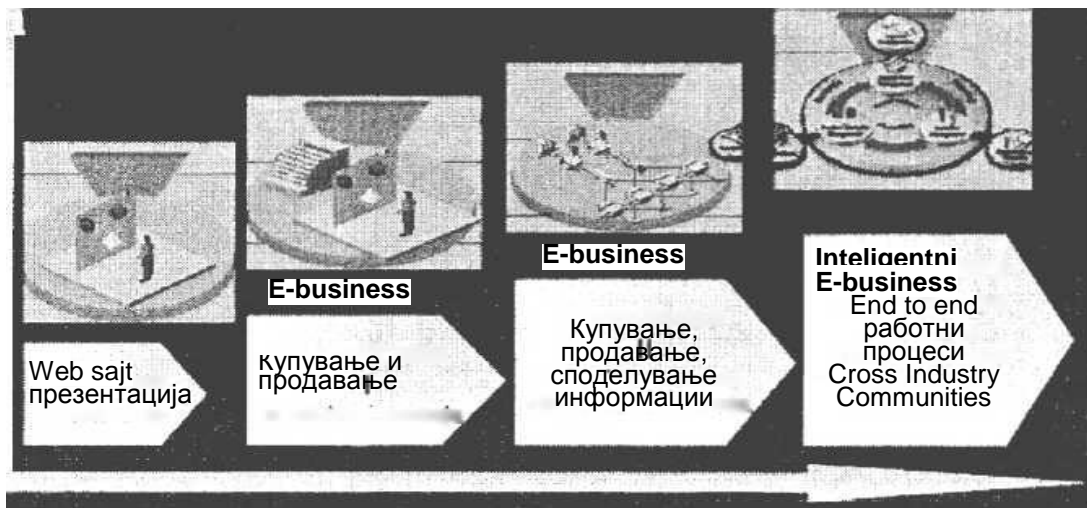 Web sajt
презентација
E-business
Купување и
продавање
E-business
Купување,
продавање,
споделување
информации
Inteligentni
E-business
End to end
работни
процеси
Cross Industry
Communities